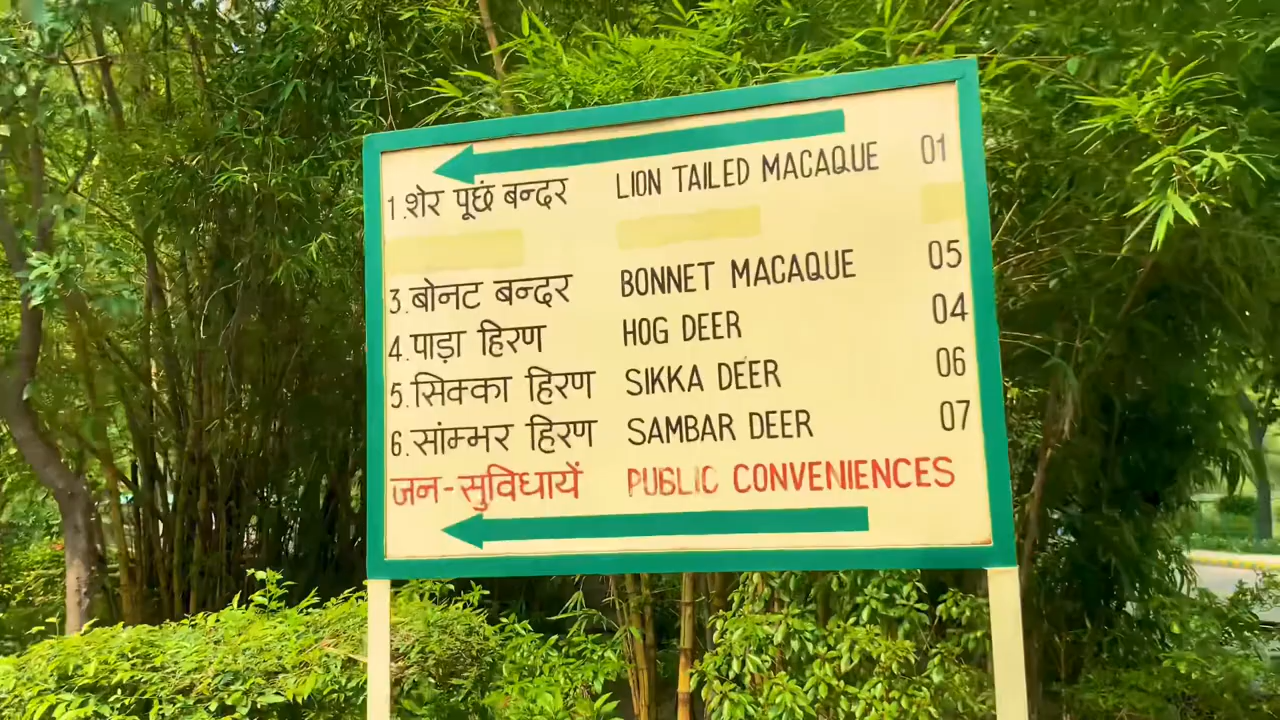 1.शेर पूछं बन्दर LION TAILED MACAQUE 01
3.बोनट बन्दर BONNET MACAQUE 05
4.पाड़ा हिरण HOG DEER 04
5.सिक्का हिरण SIKKA DEER 06
6.सांम्भर हिरण SAMBAR DEER 07
जन-सुविधायें PUBLIC CONVENIENCES